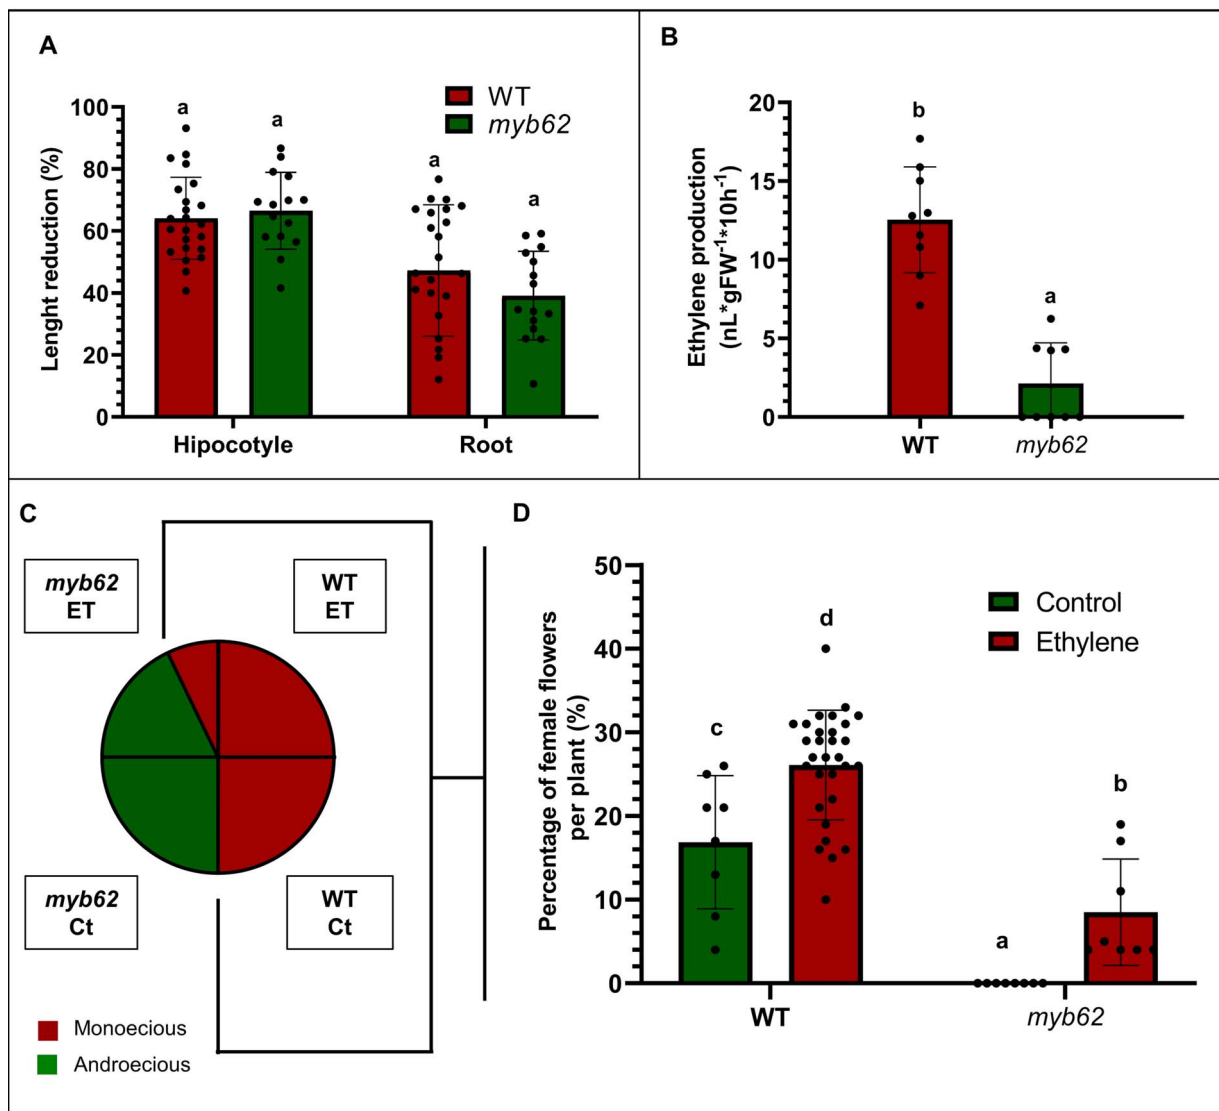 A
WT
myb62
Lenght reduction (%)
100
80
60
40
20
0
a
a
a
a
Hipocotyle
Root
B
Ethylene production
(nL*gFW⁻¹*10h⁻¹)
20
15
10
5
0
b
a
WT
myb62
C
myb62
ET
WT
ET
myb62
Ct
WT
Ct
Monoecious
Androecious
D
Percentage of female flowers
per plant (%)
50
40
30
20
10
0
Control
Ethylene
c
d
a
b
WT
myb62